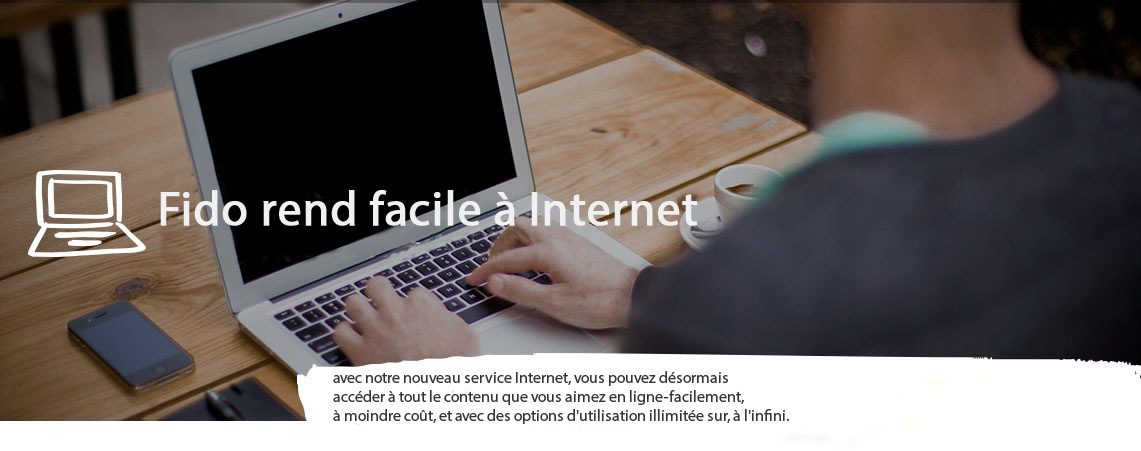 Fido rend facile à Internet
avec notre nouveau service Internet, vous pouvez désormais
accéder à tout le contenu que vous aimez en ligne-facilement,
à moindre coût, et avec des options d'utilisation illimitée sur, à l'infini.